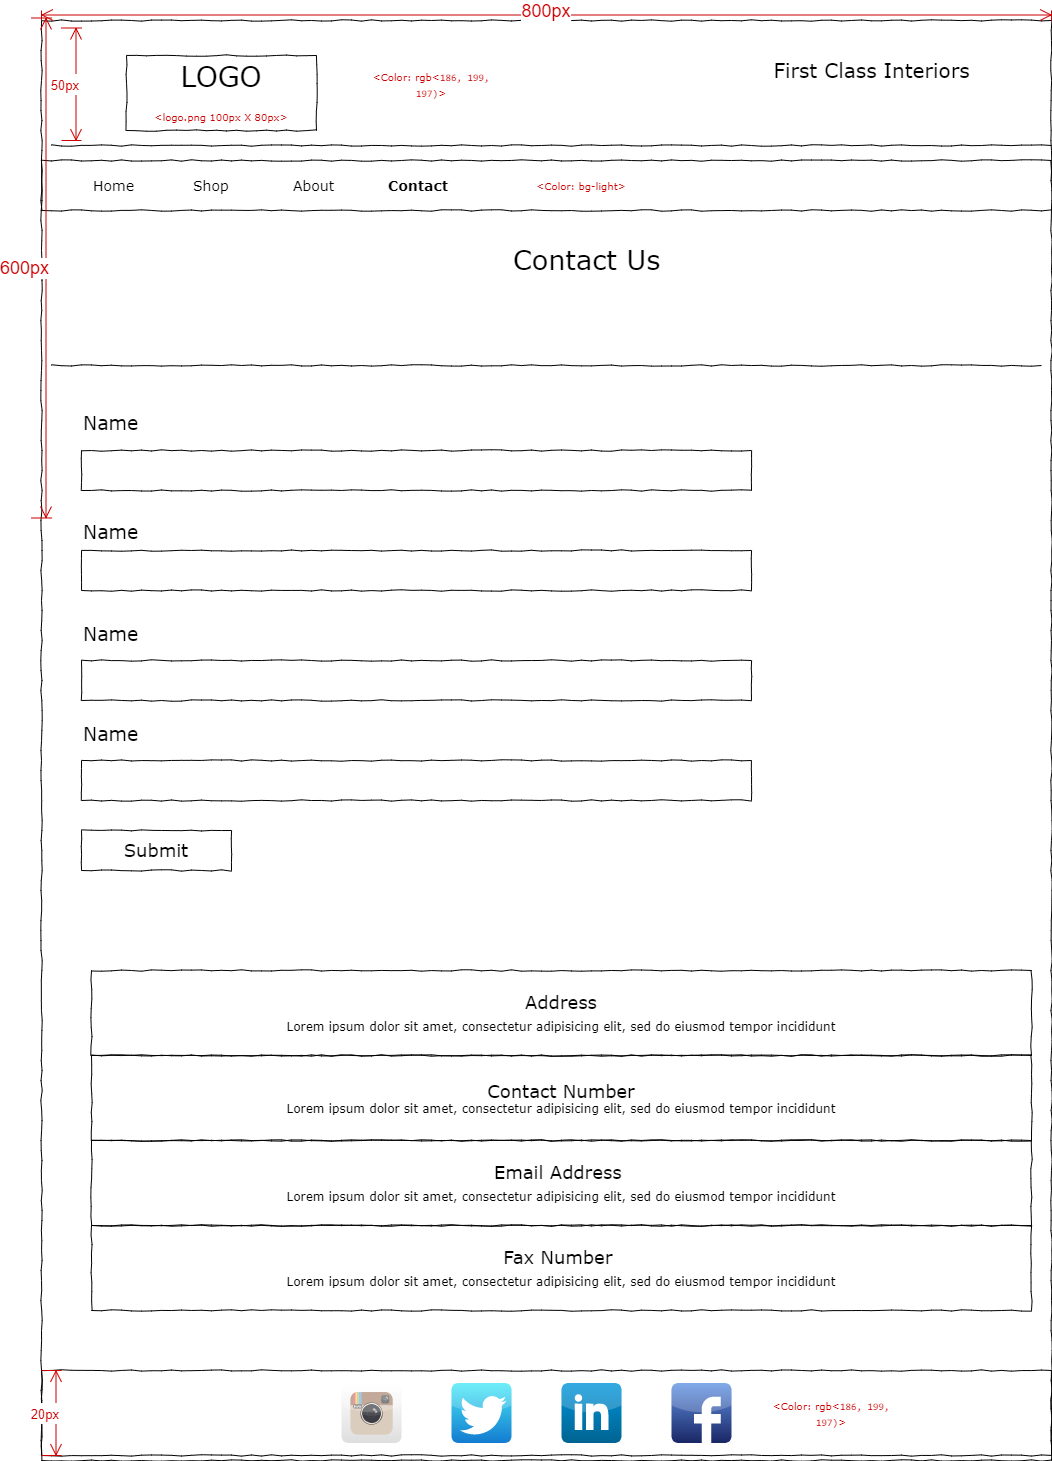 800px
50px
LOGO
<logo.png 100px X 80px>
<Color: rgb<186, 199,
197)>
First Class Interiors
Home Shop About Contact <Color: bg-light>
600px
Contact Us
Name
Name
Name
Name
Submit
Address
Lorem ipsum dolor sit amet, consectetur adipisicing elit, sed do eiusmod tempor incididunt
Contact Number
Lorem ipsum dolor sit amet, consectetur adipisicing elit, sed do eiusmod tempor incididunt
Email Address
Lorem ipsum dolor sit amet, consectetur adipisicing elit, sed do eiusmod tempor incididunt
Fax Number
Lorem ipsum dolor sit amet, consectetur adipisicing elit, sed do eiusmod tempor incididunt
20px
in
f
<Color: rgb<186, 199,
197)>